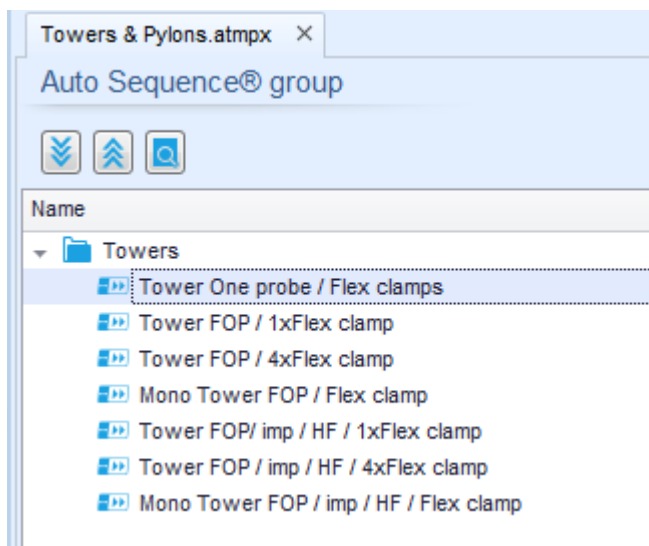 Towers & Pylons.atmpx
Auto Sequence® group
Name
Towers
Tower One probe / Flex clamps
Tower FOP / 1xFlex clamp
Tower FOP / 4xFlex clamp
Mono Tower FOP / Flex clamp
Tower FOP/ imp / HF / 1xFlex clamp
Tower FOP / imp / HF / 4xFlex clamp
Mono Tower FOP / imp / HF / Flex clamp